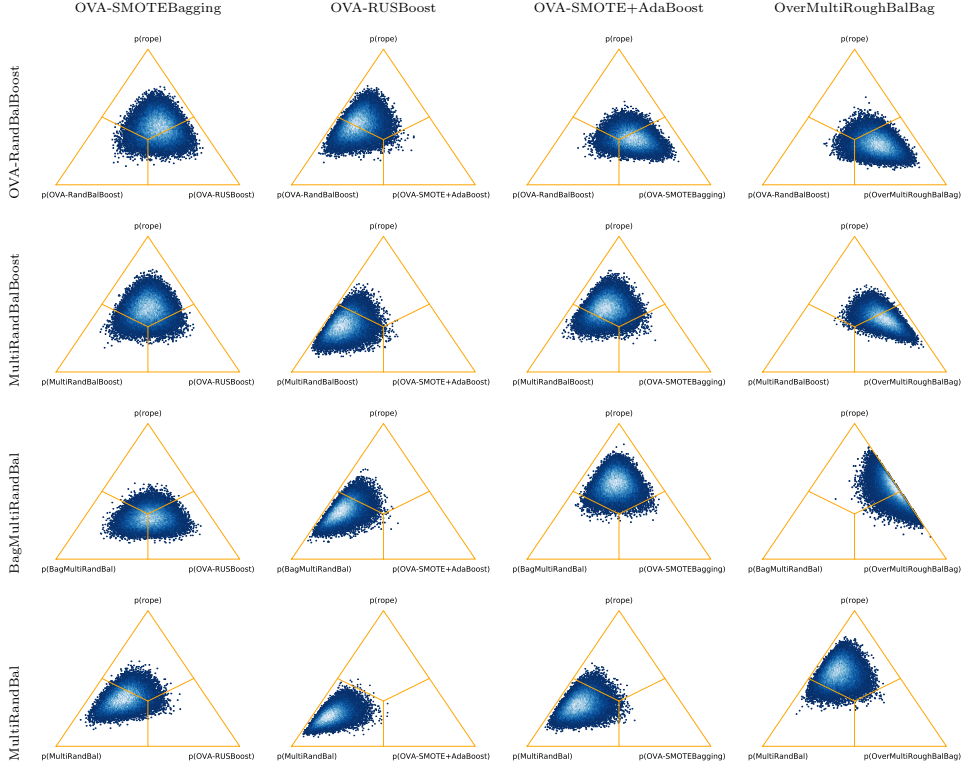 OVA-SMOTEBagging OVA-RUSBoost OVA-SMOTE+AdaBoost OverMultiRoughBalBag
OVA-RandBalBoost
p(rope) p(rope) p(rope) p(rope)
p(OVA-RandBalBoost) p(OVA-RUSBoost) p(OVA-RandBalBoost) p(OVA-SMOTE+AdaBoost) p(OVA-RandBalBoost) p(OVA-SMOTEBagging) p(OVA-RandBalBoost) p(OverMultiRoughBalBag)
MultiRandBalBoost
p(rope) p(rope) p(rope) p(rope)
p(MultiRandBalBoost) p(OVA-RUSBoost) p(MultiRandBalBoost) p(OVA-SMOTE+AdaBoost) p(MultiRandBalBoost) p(OVA-SMOTEBagging) p(MultiRandBalBoost) p(OverMultiRoughBalBag)
BagMultiRandBal
p(rope) p(rope) p(rope) p(rope)
p(BagMultiRandBal) p(OVA-RUSBoost) p(BagMultiRandBal) p(OVA-SMOTE+AdaBoost) p(BagMultiRandBal) p(OVA-SMOTEBagging) p(BagMultiRandBal) p(OverMultiRoughBalBag)
MultiRandBal
p(rope) p(rope) p(rope) p(rope)
p(MultiRandBal) p(OVA-RUSBoost) p(MultiRandBal) p(OVA-SMOTE+AdaBoost) p(MultiRandBal) p(OVA-SMOTEBagging) p(MultiRandBal) p(OverMultiRoughBalBag)